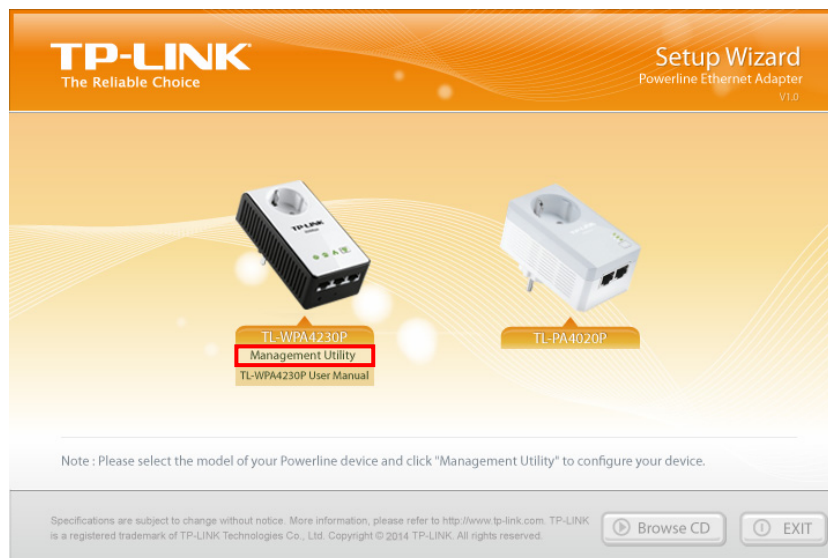 TP-LINK
The Reliable Choice
Setup Wizard
Powerline Ethernet Adapter
V1.0
TP-LINK
TL-WPA4230P
Management Utility
TL-WPA4230P User Manual
TL-PA4020P
Note : Please select the model of your Powerline device and click "Management Utility" to configure your device.
Specifications are subject to change without notice. More information, please refer to http://www.tp-link.com. TP-LINK
is a registered trademark of TP-LINK Technologies Co., Ltd. Copyright © 2014 TP-LINK. All rights reserved.
Browse CD
EXIT